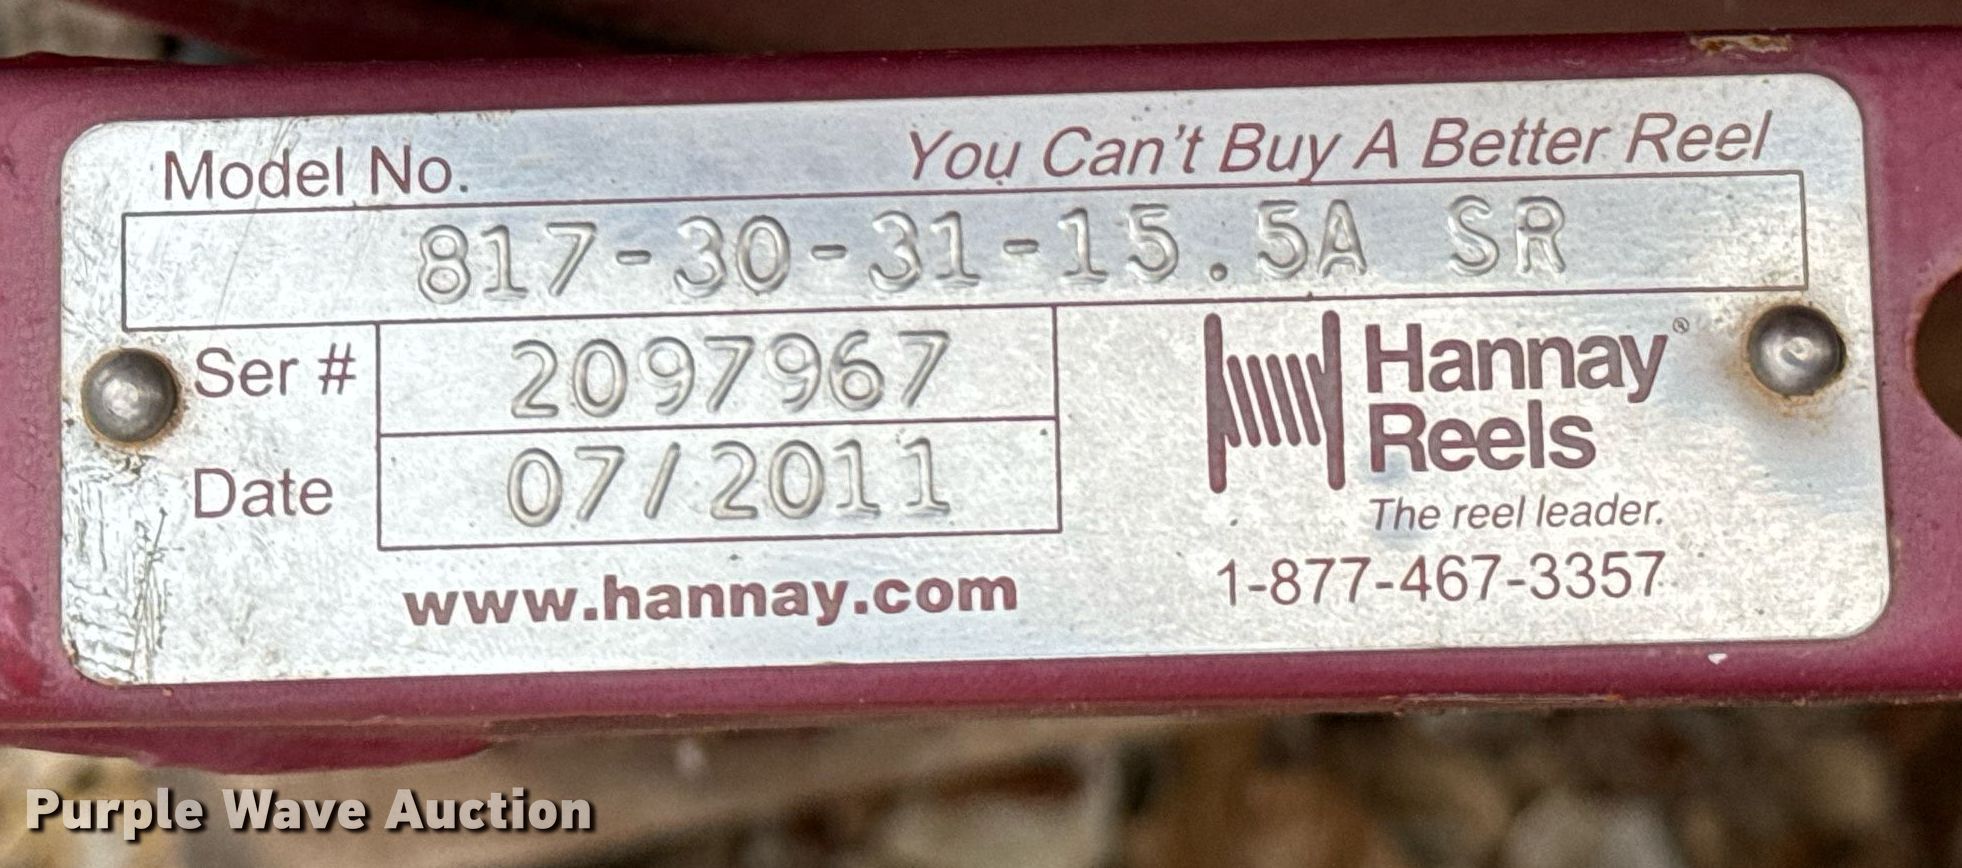 Model No.
You Can't Buy A Better Reel
817-30-31-15.5A SR
Ser # 2097967
Date 07/2011
www.hannay.com
Hannay®
Reels
The reel leader.
1-877-467-3357
Purple Wave Auction